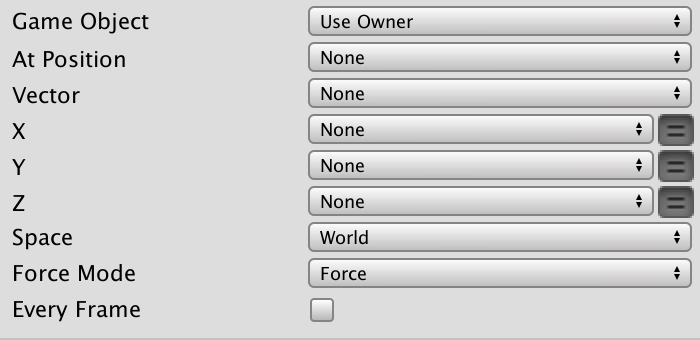 Game Object Use Owner
At Position None
Vector None
X None
Y None
Z None
Space World
Force Mode Force
Every Frame